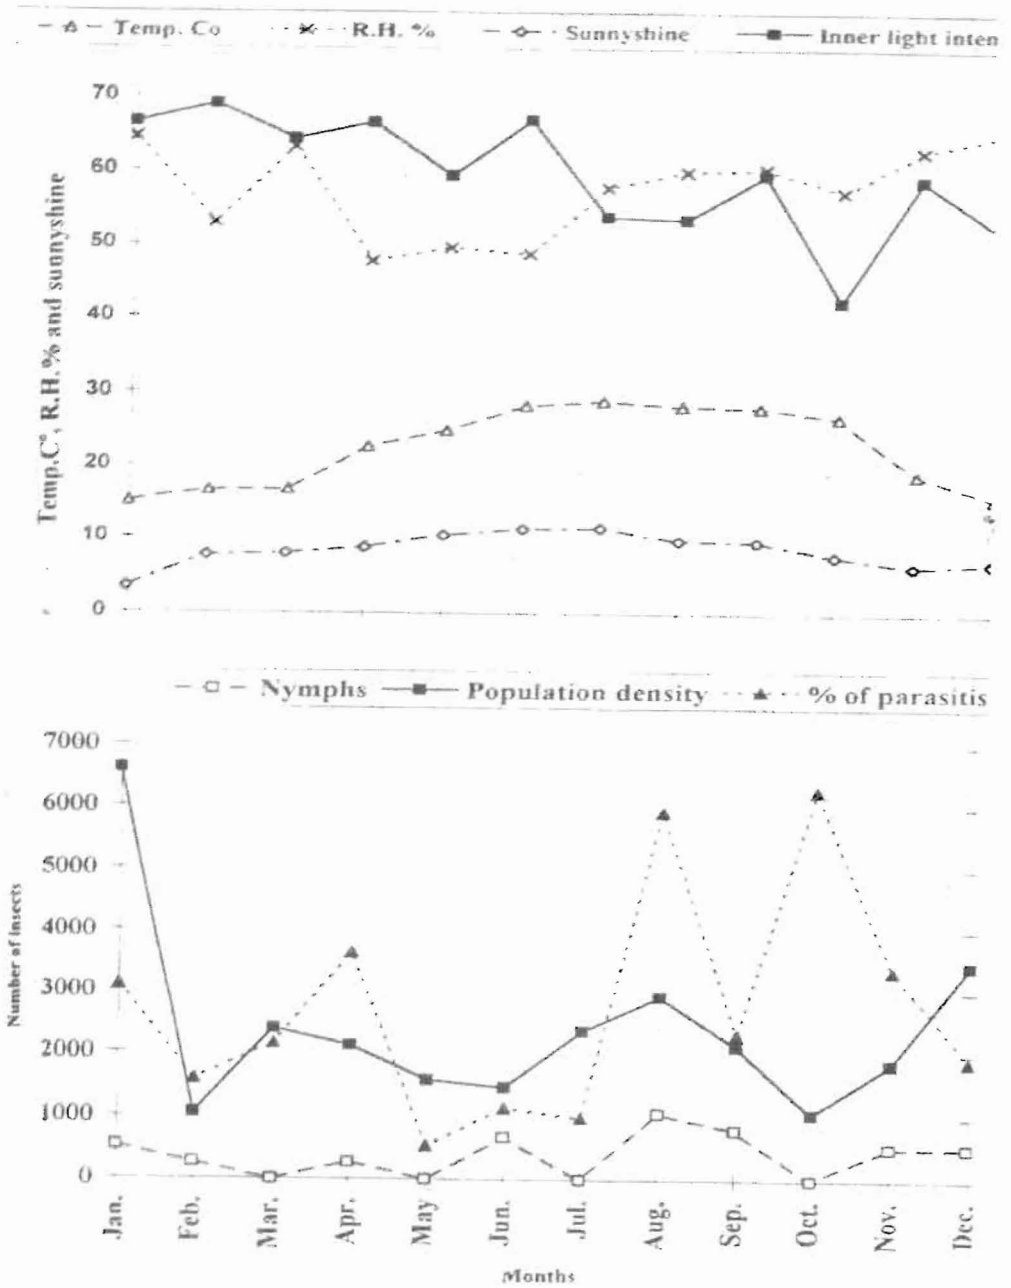 Temp. Co R.H. % Sunnyshine Inner light inten
Temp.C°, R.H.% and sunnyshine
70
60
50
40
30
20
10
0
Nymphs Population density % of parasitis
Number of insects
7000
6000
5000
4000
3000
2000
1000
0
Jan. Feb. Mar. Apr. May Jun. Jul. Aug. Sep. Oct. Nov. Dec.
Months